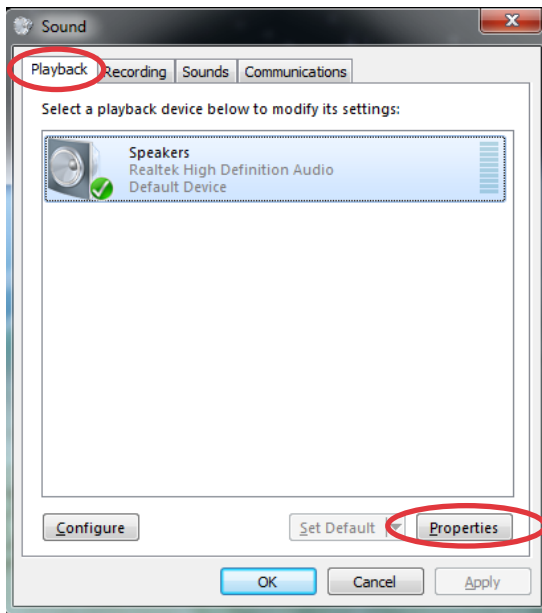 Sound
Playback Recording Sounds Communications
Select a playback device below to modify its settings:
Speakers
Realtek High Definition Audio
Default Device
Configure Set Default Properties
OK Cancel Apply